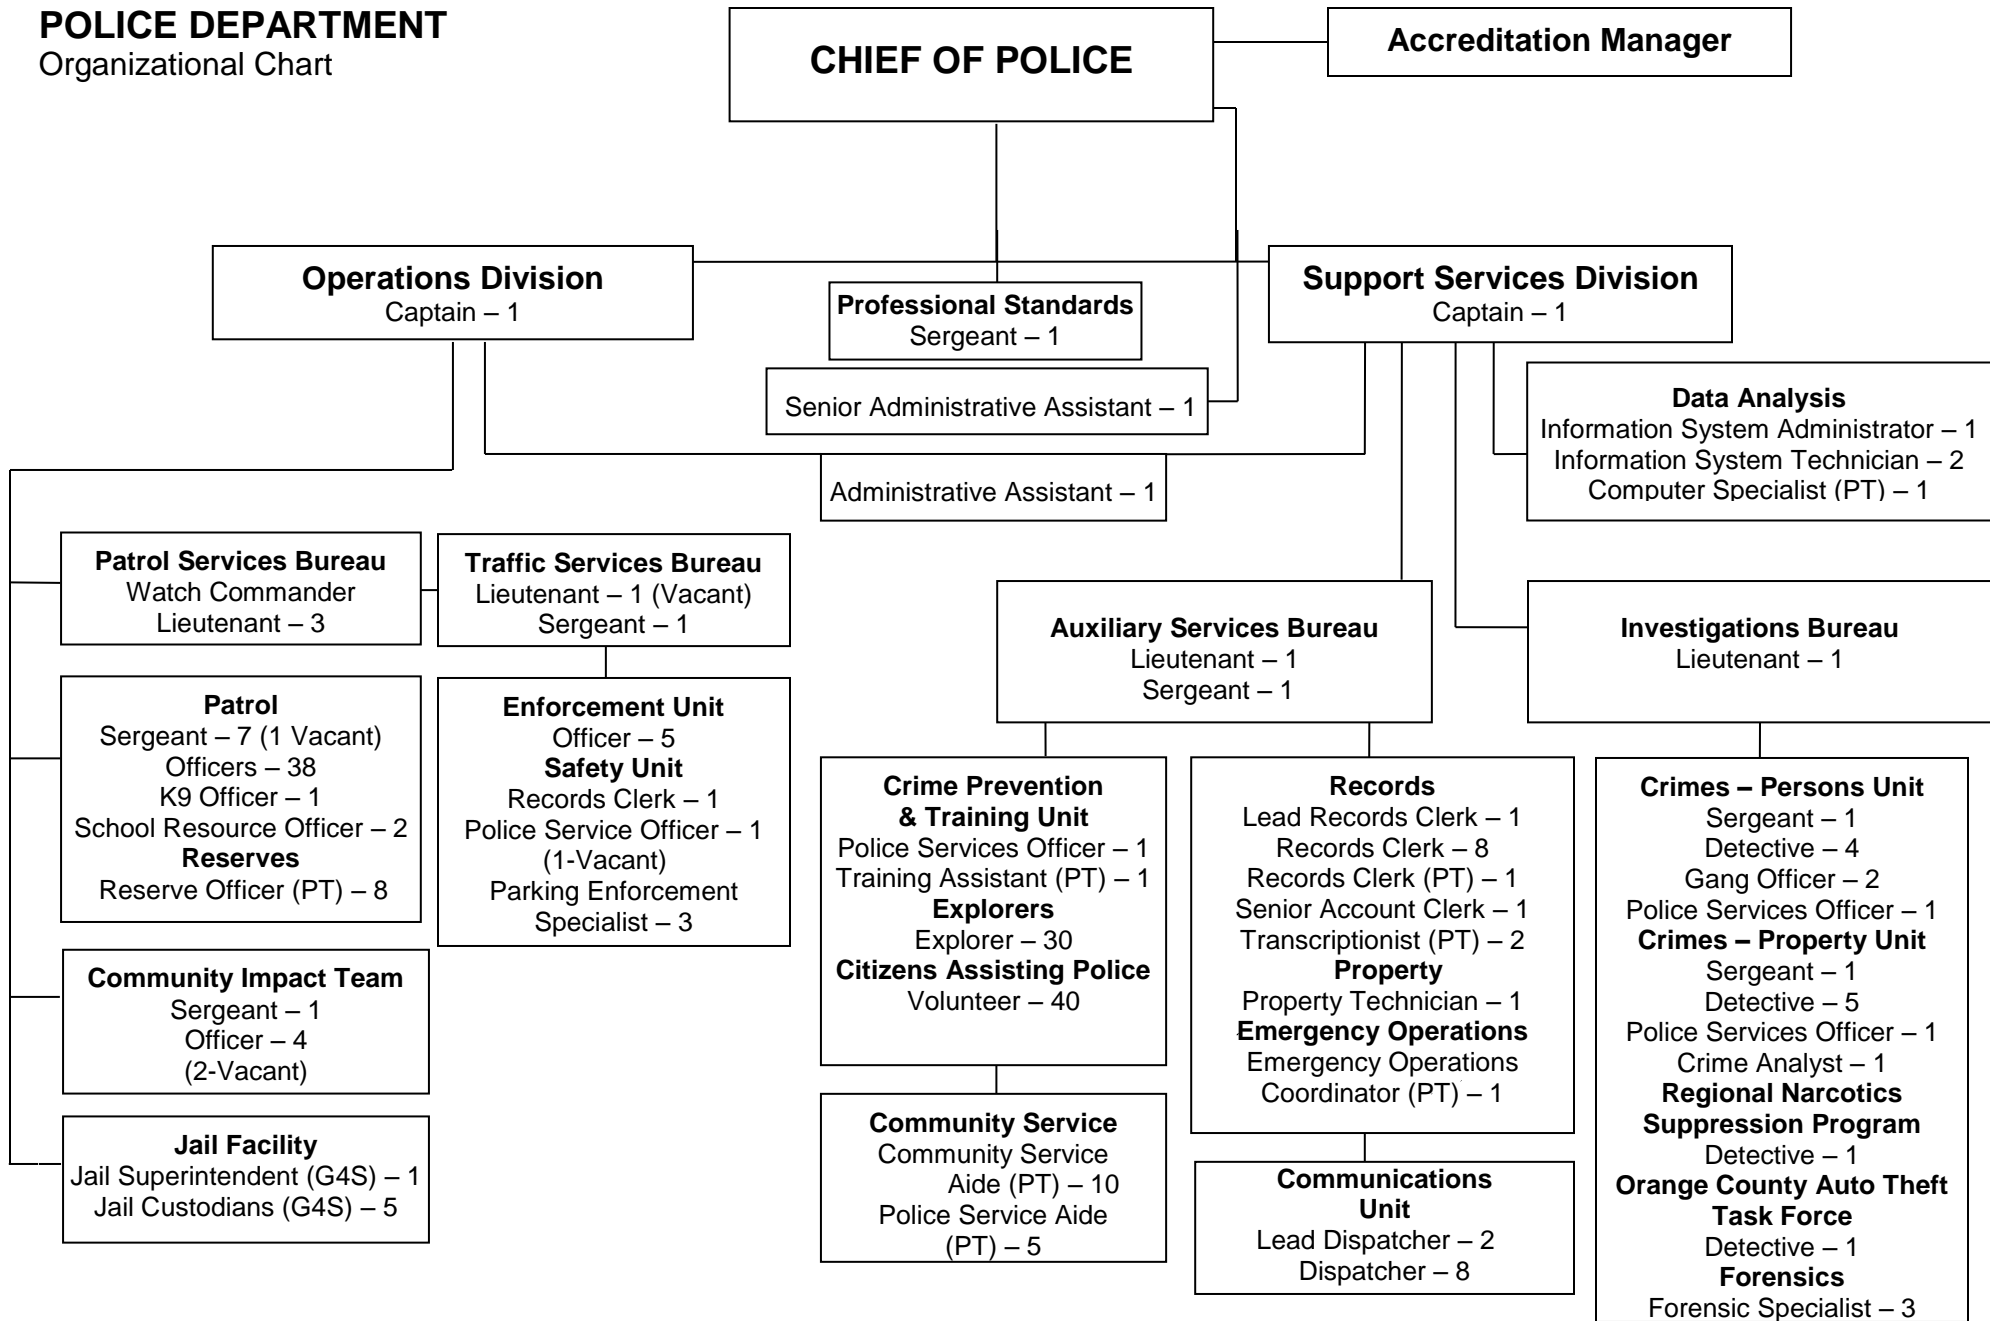 POLICE DEPARTMENT
Organizational Chart
CHIEF OF POLICE
Accreditation Manager
Operations Division
Captain – 1
Professional Standards
Sergeant – 1
Support Services Division
Captain – 1
Senior Administrative Assistant – 1
Administrative Assistant – 1
Data Analysis
Information System Administrator – 1
Information System Technician – 2
Computer Specialist (PT) – 1
Patrol Services Bureau
Watch Commander
Lieutenant – 3
Traffic Services Bureau
Lieutenant – 1 (Vacant)
Sergeant – 1
Auxiliary Services Bureau
Lieutenant – 1
Sergeant – 1
Investigations Bureau
Lieutenant – 1
Patrol
Sergeant – 7 (1 Vacant)
Officers – 38
K9 Officer – 1
School Resource Officer – 2
Reserves
Reserve Officer (PT) – 8
Enforcement Unit
Officer – 5
Safety Unit
Records Clerk – 1
Police Service Officer – 1
(1-Vacant)
Parking Enforcement
Specialist – 3
Crime Prevention
& Training Unit
Police Services Officer – 1
Training Assistant (PT) – 1
Explorers
Explorer – 30
Citizens Assisting Police
Volunteer – 40
Records
Lead Records Clerk – 1
Records Clerk – 8
Records Clerk (PT) – 1
Senior Account Clerk – 1
Transcriptionist (PT) – 2
Property
Property Technician – 1
Emergency Operations
Emergency Operations
Coordinator (PT) – 1
Crimes – Persons Unit
Sergeant – 1
Detective – 4
Gang Officer – 2
Police Services Officer – 1
Crimes – Property Unit
Sergeant – 1
Detective – 5
Police Services Officer – 1
Crime Analyst – 1
Regional Narcotics
Suppression Program
Detective – 1
Orange County Auto Theft
Task Force
Detective – 1
Forensics
Forensic Specialist – 3
Community Impact Team
Sergeant – 1
Officer – 4
(2-Vacant)
Jail Facility
Jail Superintendent (G4S) – 1
Jail Custodians (G4S) – 5
Community Service
Community Service
Aide (PT) – 10
Police Service Aide
(PT) – 5
Communications
Unit
Lead Dispatcher – 2
Dispatcher – 8